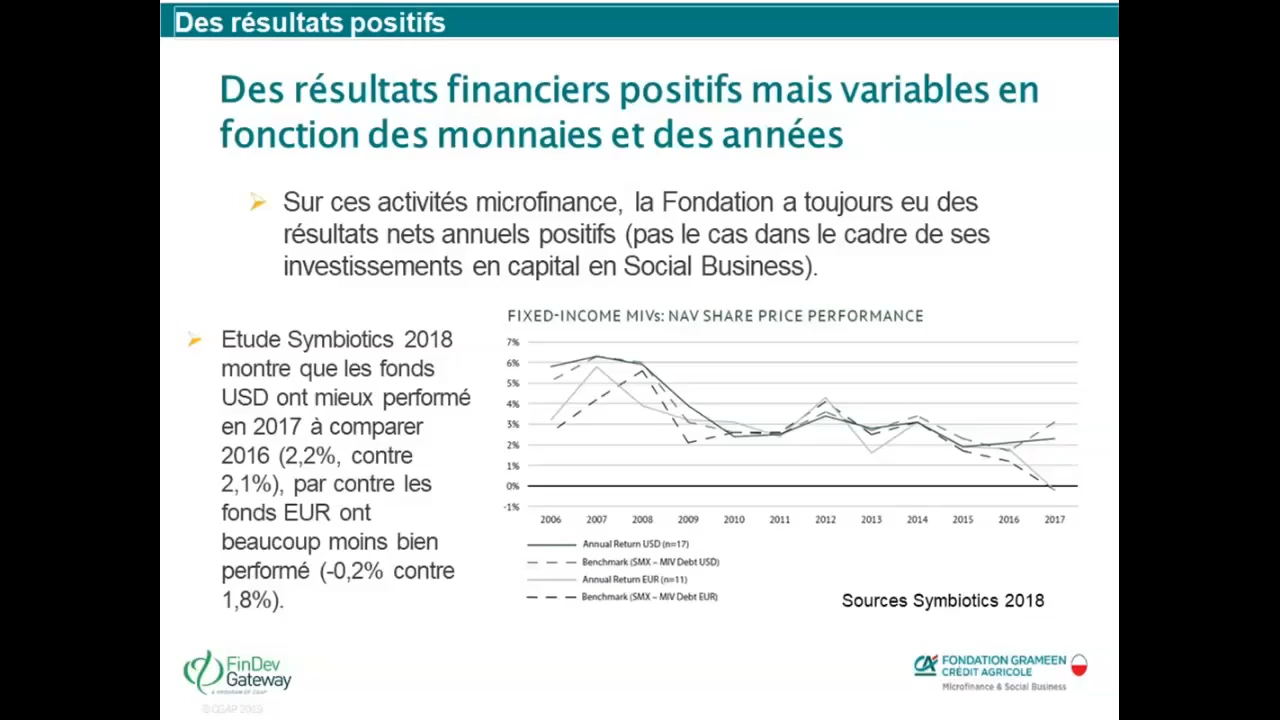 Des résultats positifs
Des résultats financiers positifs mais variables en
fonction des monnaies et des années
Sur ces activités microfinance, la Fondation a toujours eu des
résultats nets annuels positifs (pas le cas dans le cadre de ses
investissements en capital en Social Business).
Etude Symbiotics 2018
montre que les fonds
USD ont mieux performé
en 2017 à comparer
2016 (2,2%, contre
2,1%), par contre les
fonds EUR ont
beaucoup moins bien
performé (-0,2% contre
1,8%).
FIXED-INCOME MIVs: NAV SHARE PRICE PERFORMANCE
7%
6%
5%
4%
3%
2%
1%
0%
-1%
2006 2007 2008 2009 2010 2011 2012 2013 2014 2015 2016 2017
Annual Return USD (n=17)
Benchmark (SMX – MIV Debt USD)
Annual Return EUR (n=11)
Benchmark (SMX – MIV Debt EUR)
Sources Symbiotics 2018
FinDev
Gateway
A PROGRAM OF CGAP
© CGAP 2019
CA
FONDATION GRAMEEN
CRÉDIT AGRICOLE
Microfinance & Social Business